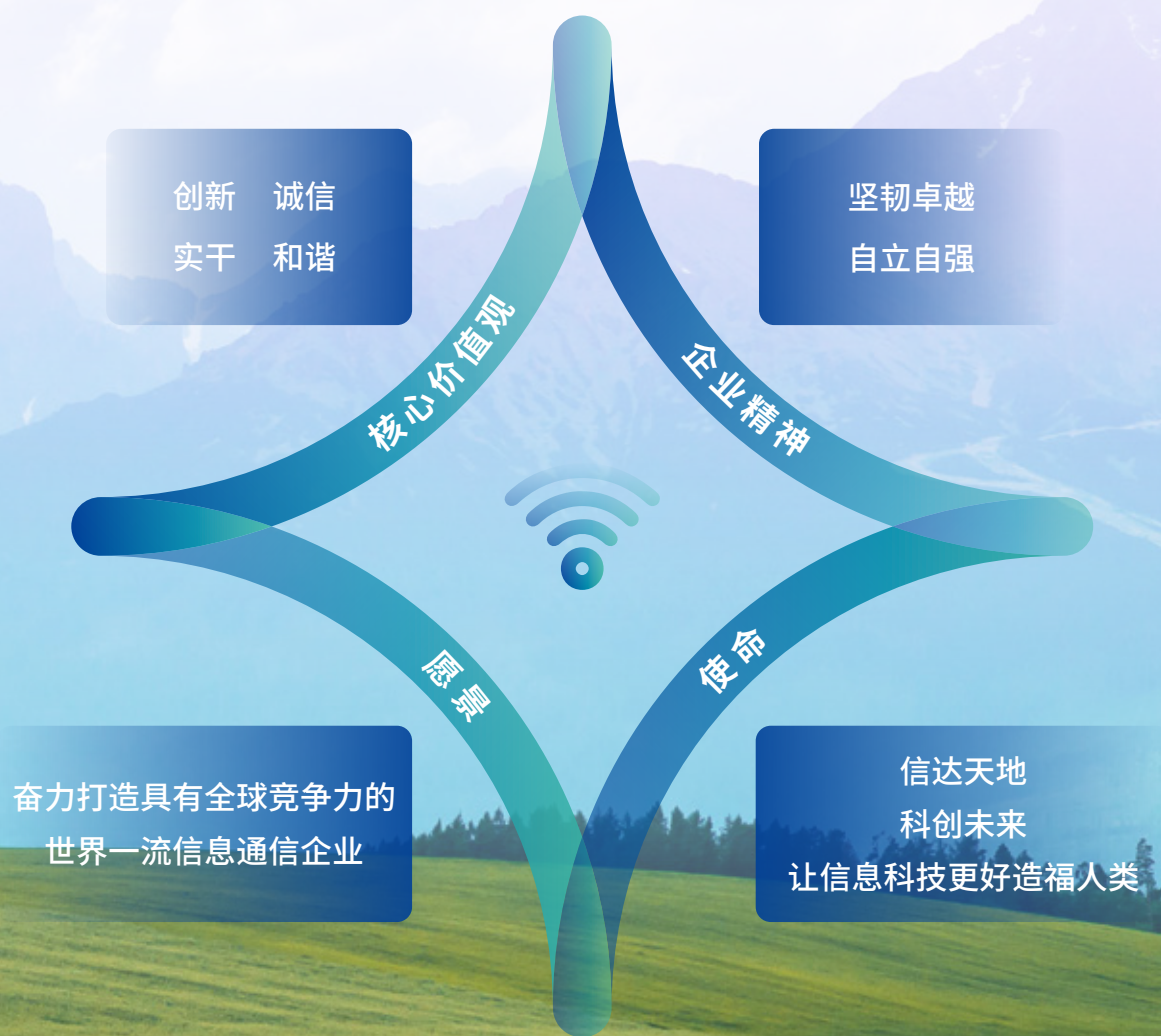 创新 诚信
实干 和谐
核心价值观
坚韧卓越
自立自强
企业精神
愿景
奋力打造具有全球竞争力的
世界一流信息通信企业
使命
信达天地
科创未来
让信息科技更好造福人类